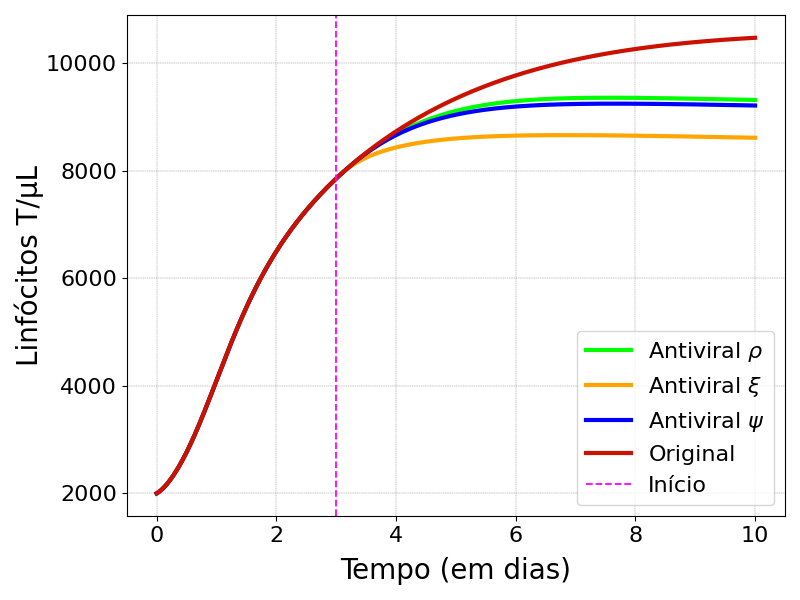 10000
8000
6000
4000
2000
Linfócitos T/μL
0 2 4 6 8 10
Tempo (em dias)
Antiviral ρ
Antiviral ξ
Antiviral ψ
Original
Início